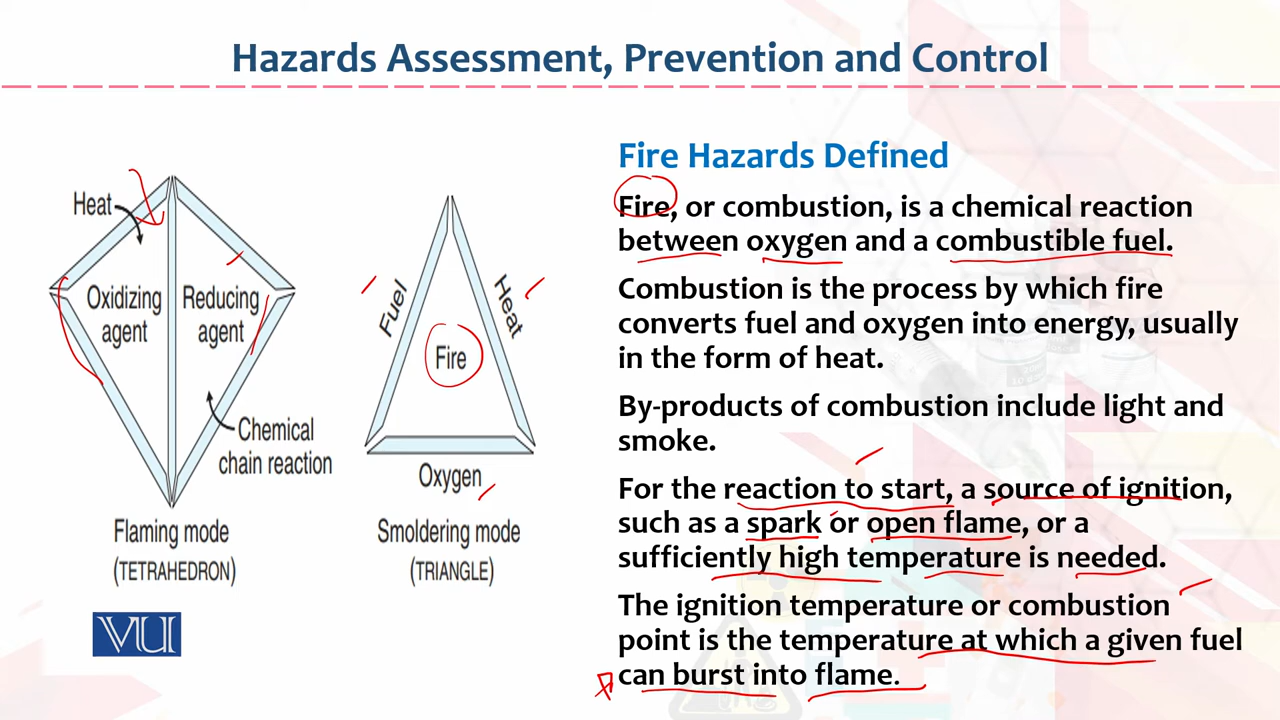 Hazards Assessment, Prevention and Control
Heat
Oxidizing
agent
Reducing
agent
Chemical
chain reaction
Flaming mode
(TETRAHEDRON)
Fuel
Heat
Fire
Oxygen
Smoldering mode
(TRIANGLE)
VU
Fire Hazards Defined
Fire, or combustion, is a chemical reaction
between oxygen and a combustible fuel.
Combustion is the process by which fire
converts fuel and oxygen into energy, usually
in the form of heat.
By-products of combustion include light and
smoke.
For the reaction to start, a source of ignition,
such as a spark or open flame, or a
sufficiently high temperature is needed.
The ignition temperature or combustion
point is the temperature at which a given fuel
can burst into flame.